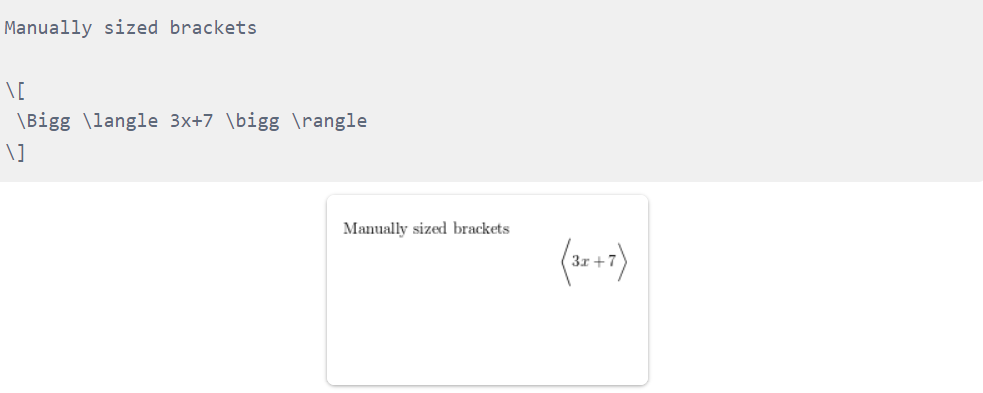 Manually sized brackets
\[
\Bigg \langle 3x+7 \bigg \rangle
\]
Manually sized brackets
⟨3x + 7⟩